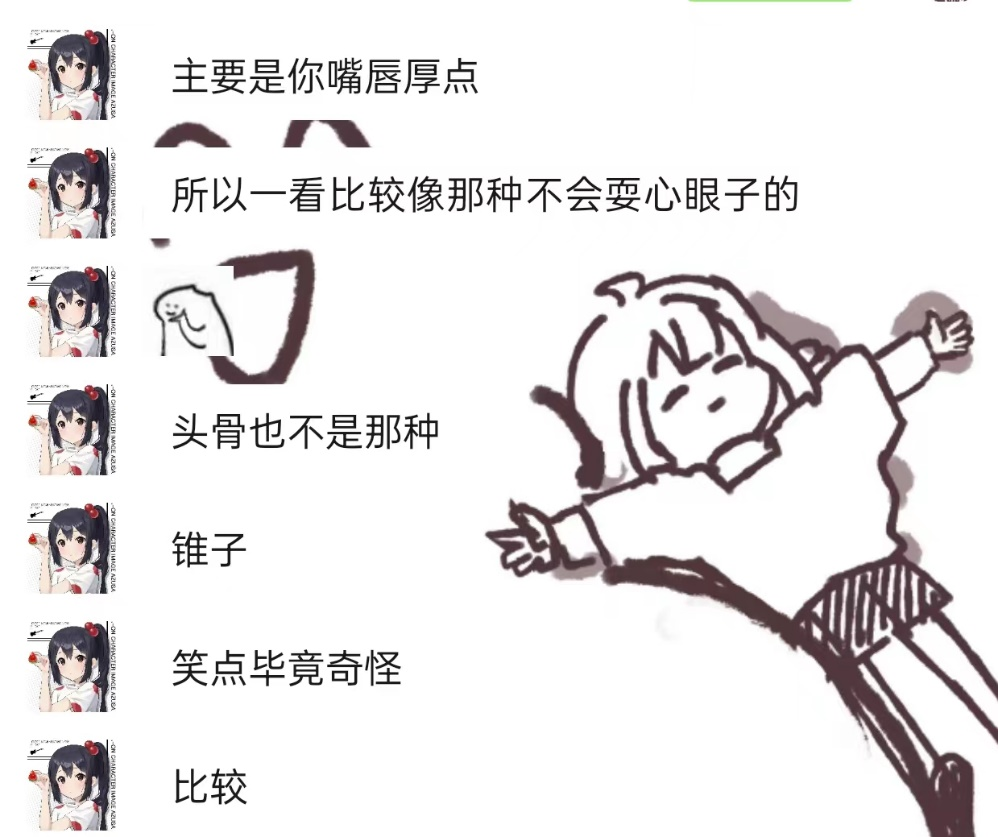 主要是你嘴唇厚点
所以一看比较像那种不会耍心眼子的
头骨也不是那种
锥子
笑点毕竟奇怪
比较